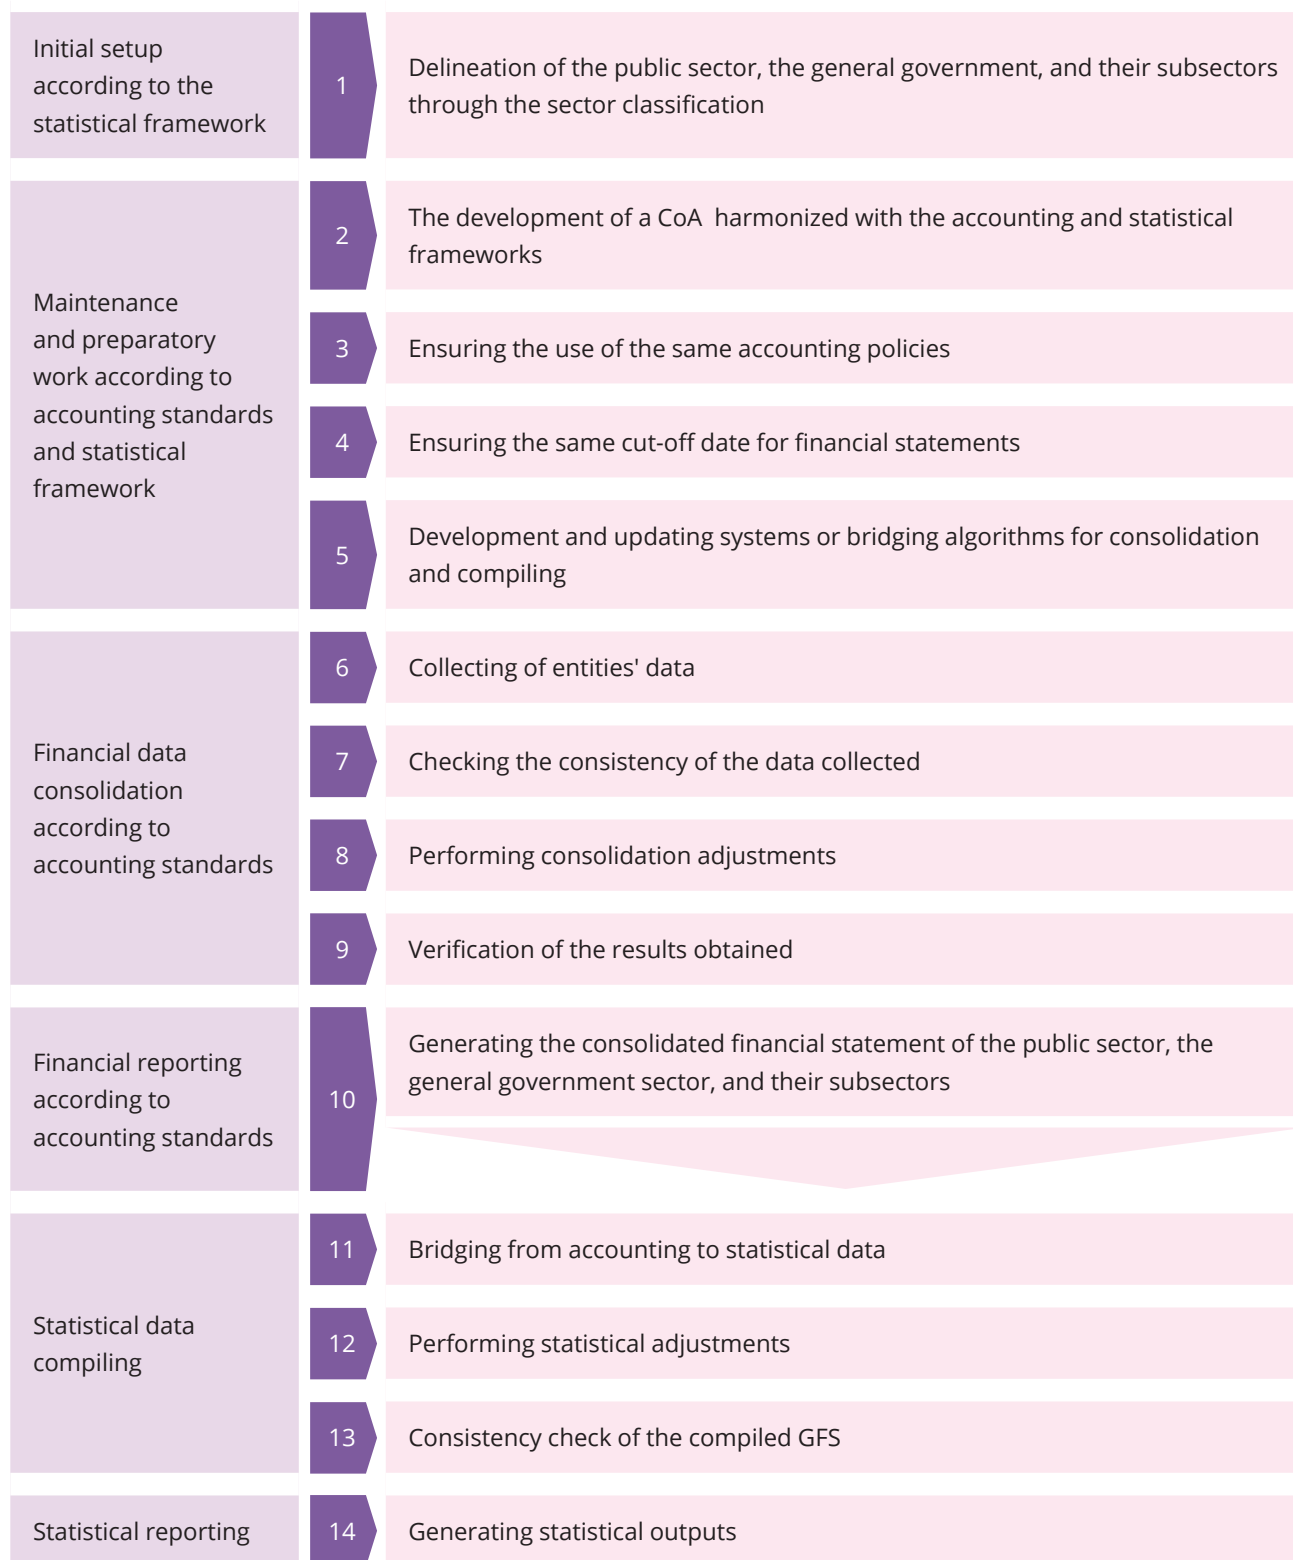 Initial setup
according to the
statistical framework
1
Delineation of the public sector, the general government, and their subsectors
through the sector classification
Maintenance
and preparatory
work according to
accounting standards
and statistical
framework
2
The development of a CoA harmonized with the accounting and statistical
frameworks
3
Ensuring the use of the same accounting policies
4
Ensuring the same cut-off date for financial statements
5
Development and updating systems or bridging algorithms for consolidation
and compiling
Financial data
consolidation
according to
accounting standards
6
Collecting of entities' data
7
Checking the consistency of the data collected
8
Performing consolidation adjustments
9
Verification of the results obtained
Financial reporting
according to
accounting standards
10
Generating the consolidated financial statement of the public sector, the
general government sector, and their subsectors
Statistical data
compiling
11
Bridging from accounting to statistical data
12
Performing statistical adjustments
13
Consistency check of the compiled GFS
Statistical reporting
14
Generating statistical outputs